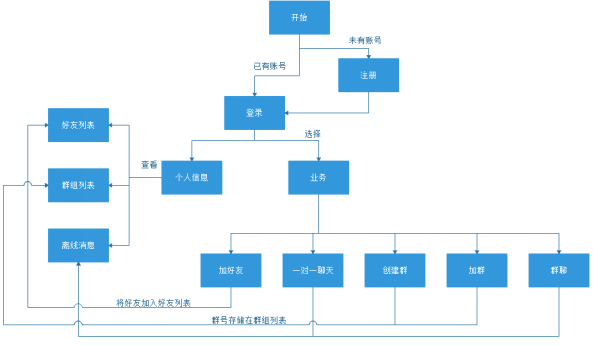 开始
未有账号
已有账号
注册
登录
好友列表
选择
查看
群组列表
个人信息
业务
离线消息
加好友
一对一聊天
创建群
加群
群聊
将好友加入好友列表
群号存储在群组列表